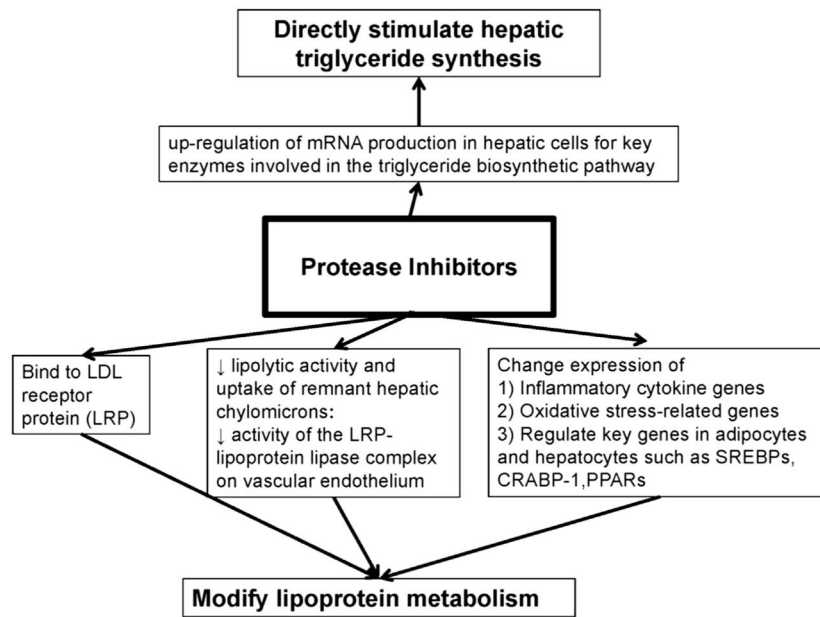 Directly stimulate hepatic
triglyceride synthesis
up-regulation of mRNA production in hepatic cells for key
enzymes involved in the triglyceride biosynthetic pathway
Protease Inhibitors
Bind to LDL
receptor
protein (LRP)
↓ lipolytic activity and
uptake of remnant hepatic
chylomicrons:
↓ activity of the LRP-
lipoprotein lipase complex
on vascular endothelium
Change expression of
1) Inflammatory cytokine genes
2) Oxidative stress-related genes
3) Regulate key genes in adipocytes
and hepatocytes such as SREBPs,
CRABP-1,PPARs
Modify lipoprotein metabolism